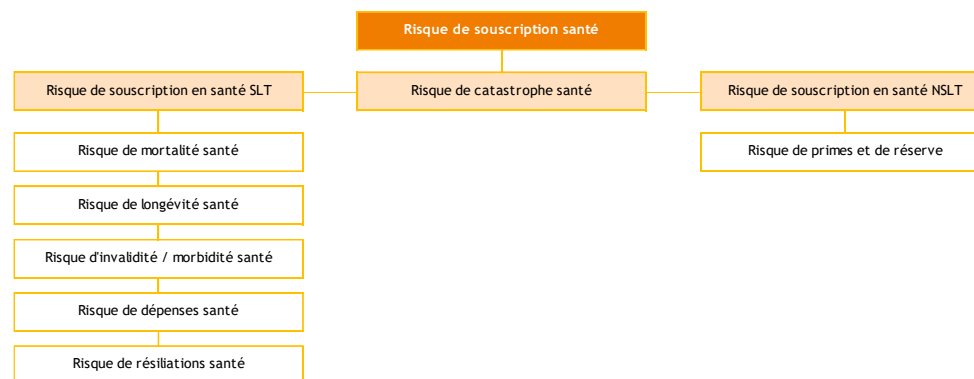 Risque de souscription santé
Risque de souscription en santé SLT
Risque de catastrophe santé
Risque de souscription en santé NSLT
Risque de mortalité santé
Risque de primes et de réserve
Risque de longévité santé
Risque d'invalidité / morbidité santé
Risque de dépenses santé
Risque de résiliations santé